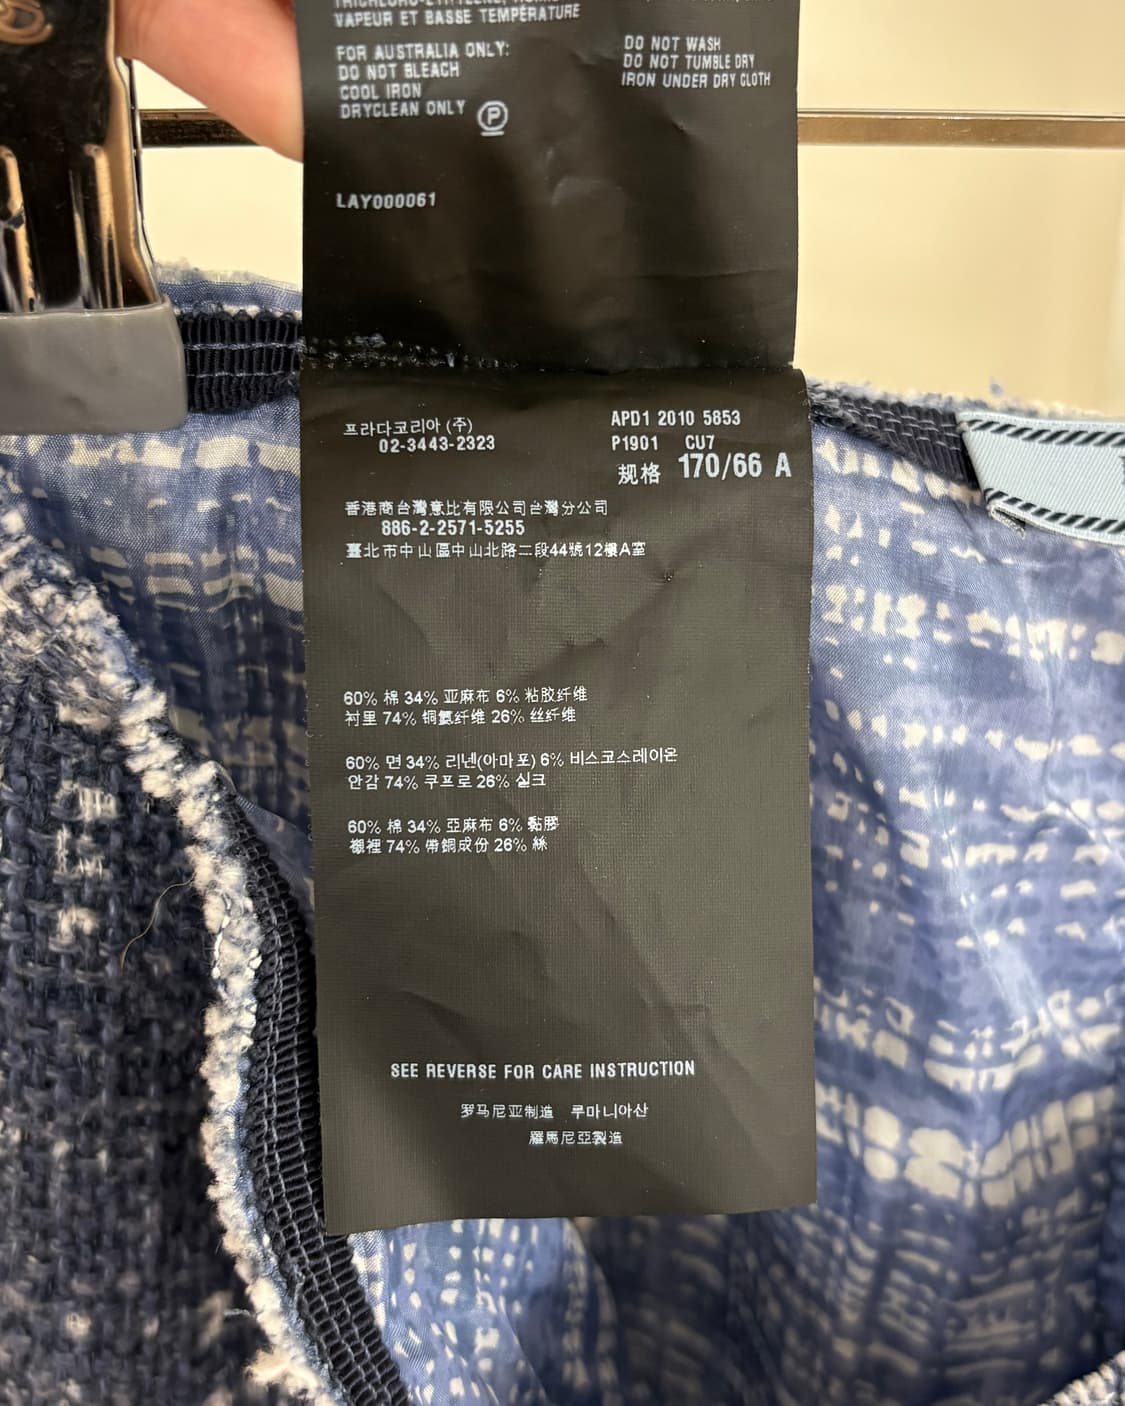 VAPEUR ET BASSE TEMPÉRATURE
FOR AUSTRALIA ONLY:
DO NOT BLEACH
COOL IRON
DRYCLEAN ONLY Ⓟ
DO NOT WASH
DO NOT TUMBLE DRY
IRON UNDER DRY CLOTH
LAY000061
프라다코리아 (주)
02-3443-2323
APD1 2010 5853
P1901 CU7
规格 170/66 A
香港商台灣意比有限公司台灣分公司
886-2-2571-5255
臺北市中山區中山北路二段44號12樓A室
60% 棉 34% 亚麻布 6% 粘胶纤维
衬里 74% 铜氨纤维 26% 丝纤维
60% 면 34% 리넨(아마포) 6% 비스코스레이온
안감 74% 쿠프로 26% 실크
60% 棉 34% 亞麻布 6% 黏膠
襯裡 74% 帶銅成份 26% 絲
SEE REVERSE FOR CARE INSTRUCTION
罗马尼亚制造 루마니아산
羅馬尼亞製造